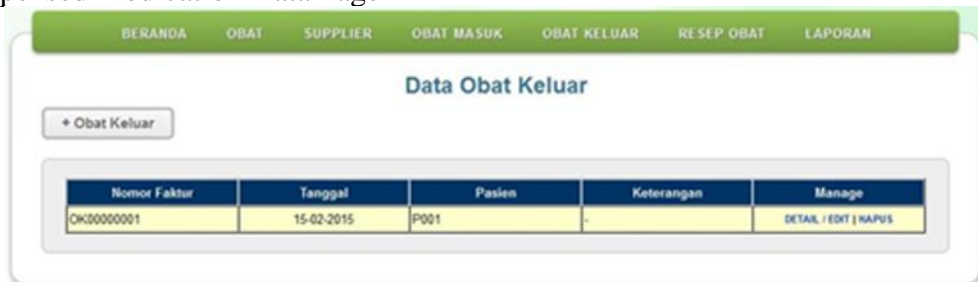 BERANDA OBAT SUPPLIER OBAT MASUK OBAT KELUAR RESEP OBAT LAPORAN
Data Obat Keluar
+ Obat Keluar
Nomor Faktur Tanggal Pasien Keterangan Manage
OK00000001 15-02-2015 P001 - DETAIL / EDIT | HAPUS